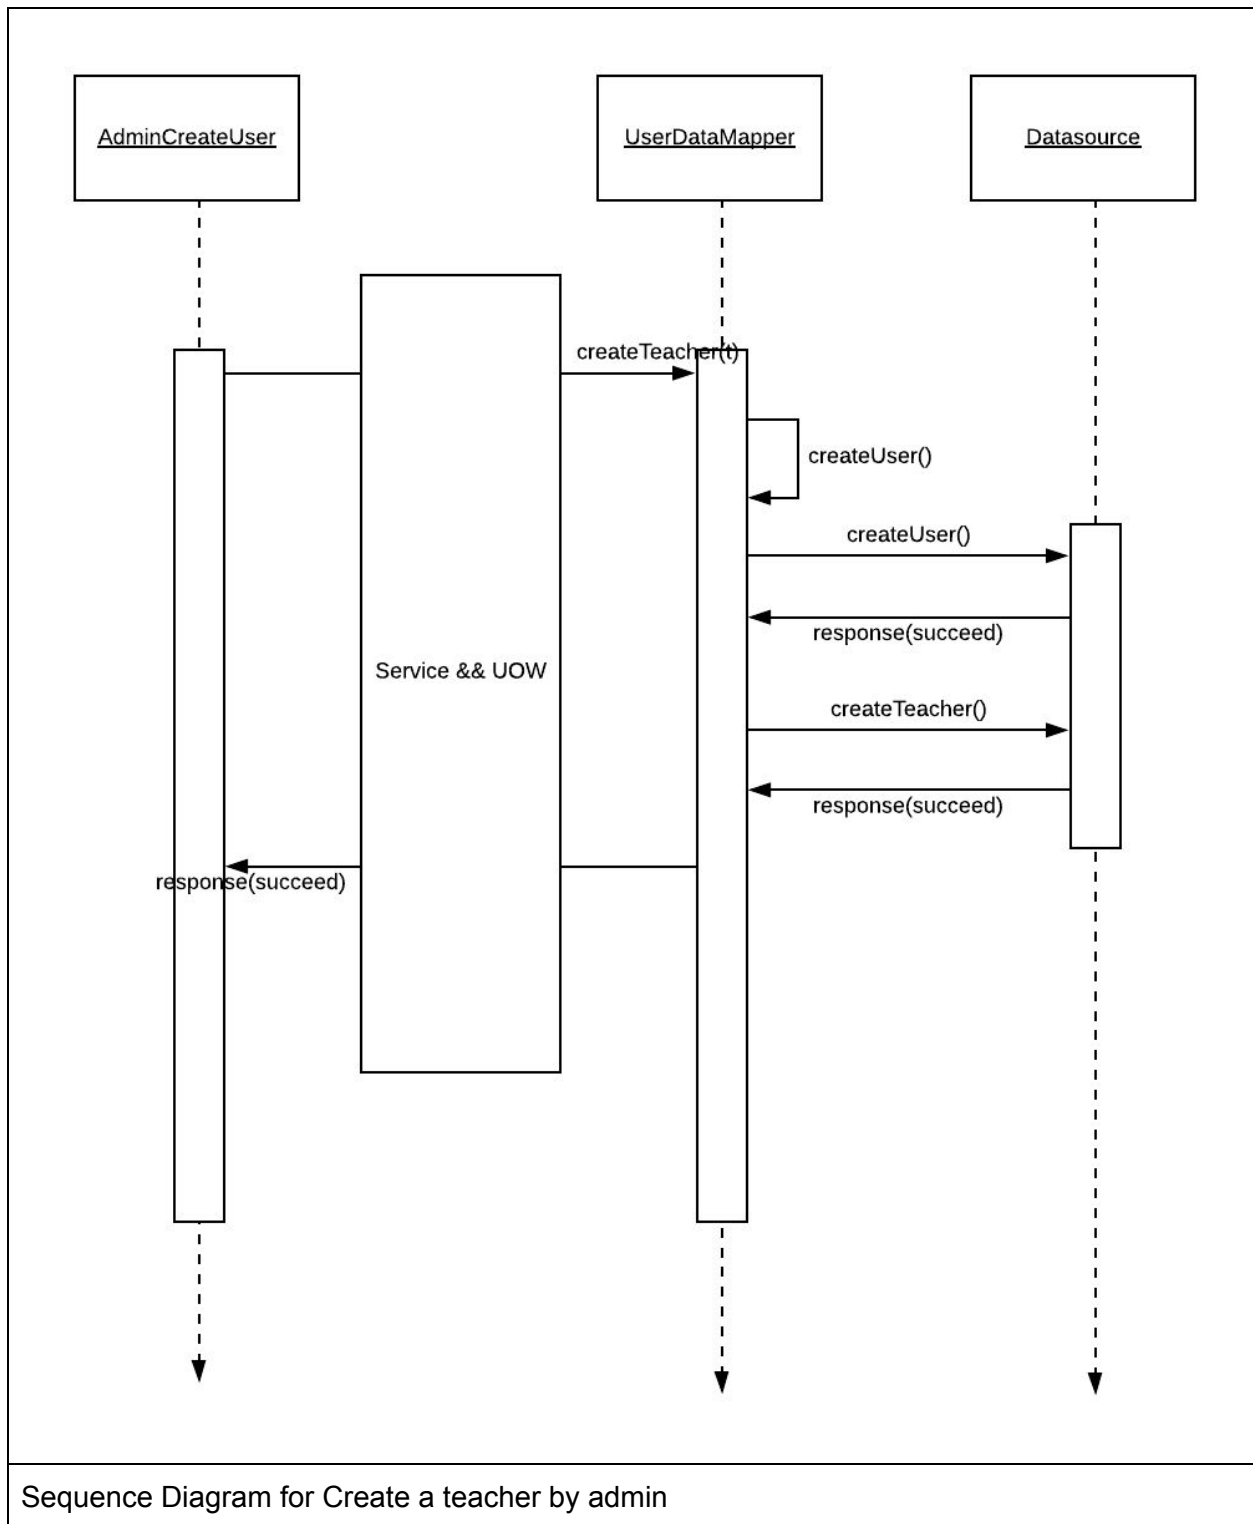 AdminCreateUser
UserDataMapper
Datasource
createTeacher(t)
createUser()
createUser()
response(succeed)
Service && UOW
createTeacher()
response(succeed)
response(succeed)
Sequence Diagram for Create a teacher by admin